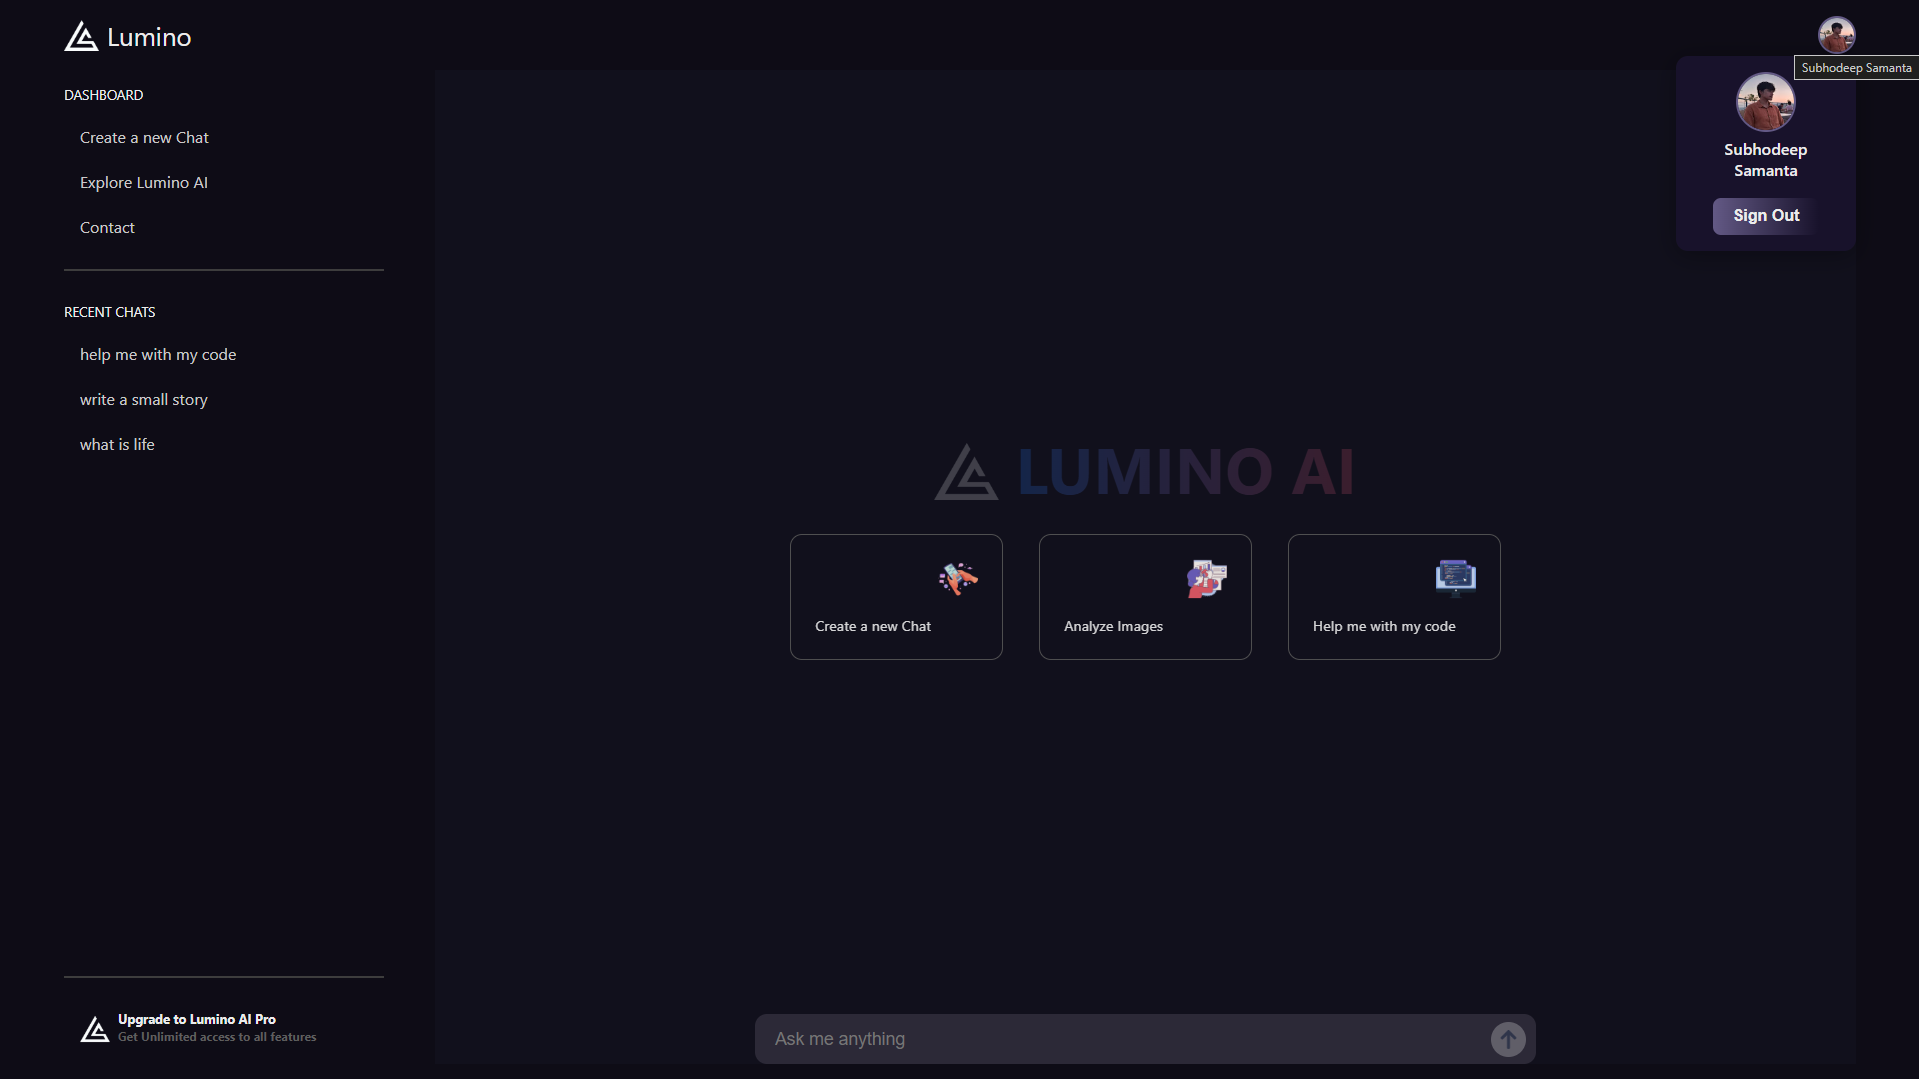 Lumino
Subhodeep Samanta
DASHBOARD
Create a new Chat
Explore Lumino AI
Contact
Subhodeep
Samanta
Sign Out
RECENT CHATS
help me with my code
write a small story
what is life
LUMINO AI
Create a new Chat
Analyze Images
Help me with my code
Upgrade to Lumino AI Pro
Get Unlimited access to all features
Ask me anything